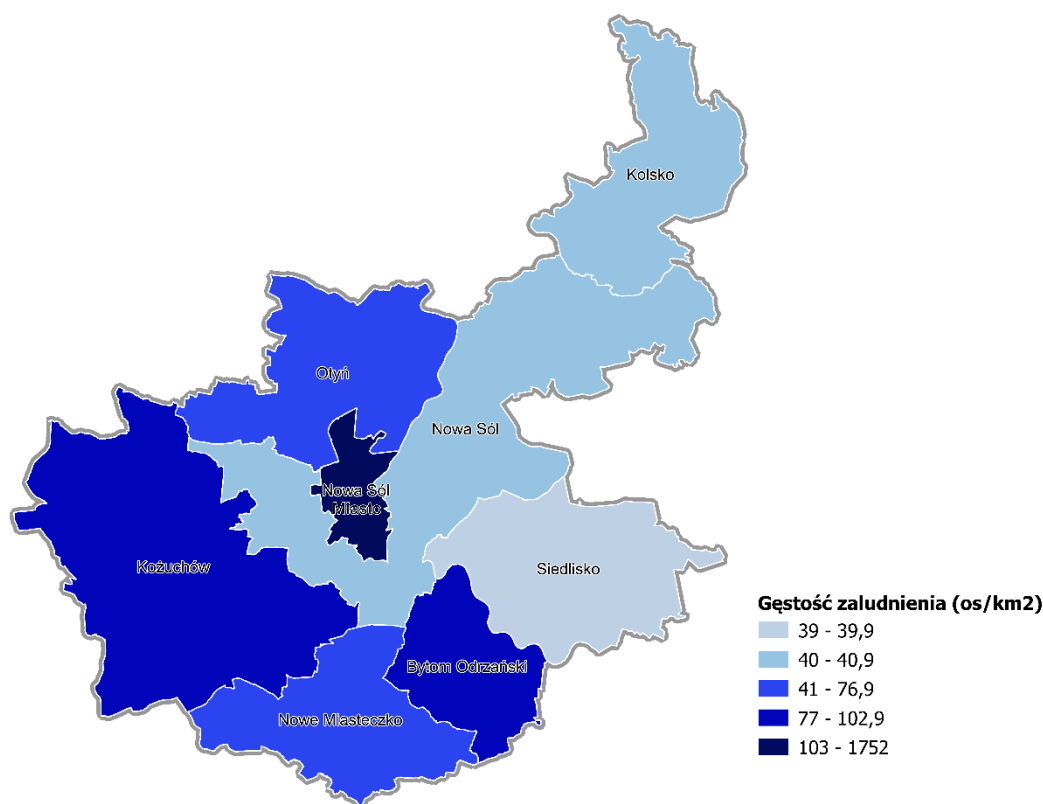 Kolsko
Otyń
Nowa Sól
Nowa Sól
Miasto
Kożuchów
Siedlisko
Bytom Odrzański
Nowe Miasteczko
Gęstość zaludnienia (os/km2)
39 - 39,9
40 - 40,9
41 - 76,9
77 - 102,9
103 - 1752